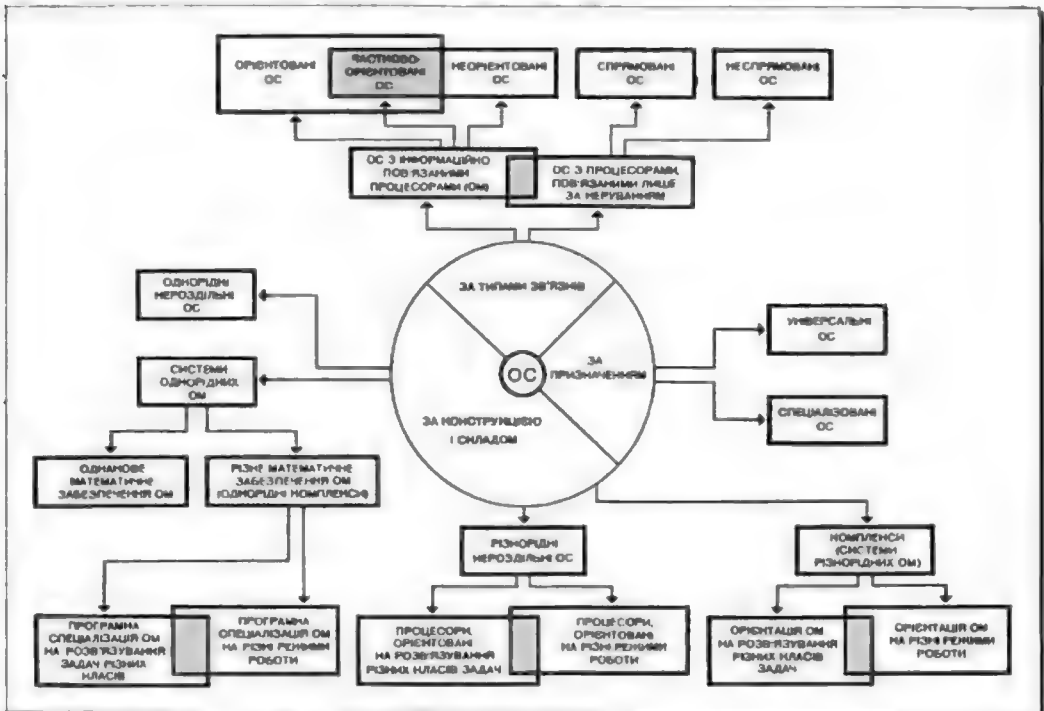 ОРІЄНТОВАНІ
ОС
ЧАСТКОВО-
ОРІЄНТОВАНІ
ОС
НЕОРІЄНТОВАНІ
ОС
СПРЯМОВАНІ
ОС
НЕСПРЯМОВАНІ
ОС
ОС З ІНФОРМАЦІЙНО
ПОВ'ЯЗАНИМИ
ПРОЦЕСОРАМИ (ОМ)
ОС З ПРОЦЕСОРАМИ,
ПОВ'ЯЗАНИМИ ЛИШЕ
ЗА КЕРУВАННЯМ
ЗА ТИПАМИ ЗВ'ЯЗКІВ
ОДНОРІДНІ
НЕРОЗДІЛЬНІ
ОС
УНІВЕРСАЛЬНІ
ОС
СИСТЕМИ
ОДНОРІДНИХ
ОМ
ОС
ЗА
ПРИЗНАЧЕННЯМ
ЗА КОНСТРУКЦІЄЮ
І СКЛАДОМ
СПЕЦІАЛІЗОВАНІ
ОС
ОДНАКОВЕ
МАТЕМАТИЧНЕ
ЗАБЕЗПЕЧЕННЯ ОМ
РІЗНЕ МАТЕМАТИЧНЕ
ЗАБЕЗПЕЧЕННЯ ОМ
(ОДНОРІДНІ КОМПЛЕКСИ)
РІЗНОРІДНІ
НЕРОЗДІЛЬНІ ОС
КОМПЛЕКСИ
(СИСТЕМИ
РІЗНОРІДНИХ ОМ)
ПРОГРАМНА
СПЕЦІАЛІЗАЦІЯ ОМ
НА РОЗВ'ЯЗУВАННЯ
ЗАДАЧ РІЗНИХ
КЛАСІВ
ПРОГРАМНА
СПЕЦІАЛІЗАЦІЯ ОМ
НА РІЗНІ РЕЖИМИ
РОБОТИ
ПРОЦЕСОРИ,
ОРІЄНТОВАНІ
НА РОЗВ'ЯЗУВАННЯ
РІЗНИХ КЛАСІВ ЗАДАЧ
ПРОЦЕСОРИ,
ОРІЄНТОВАНІ
НА РІЗНІ РЕЖИМИ
РОБОТИ
ОРІЄНТАЦІЯ ОМ
НА РОЗВ'ЯЗУВАННЯ
РІЗНИХ КЛАСІВ
ЗАДАЧ
ОРІЄНТАЦІЯ ОМ
НА РІЗНІ РЕЖИМИ
РОБОТИ